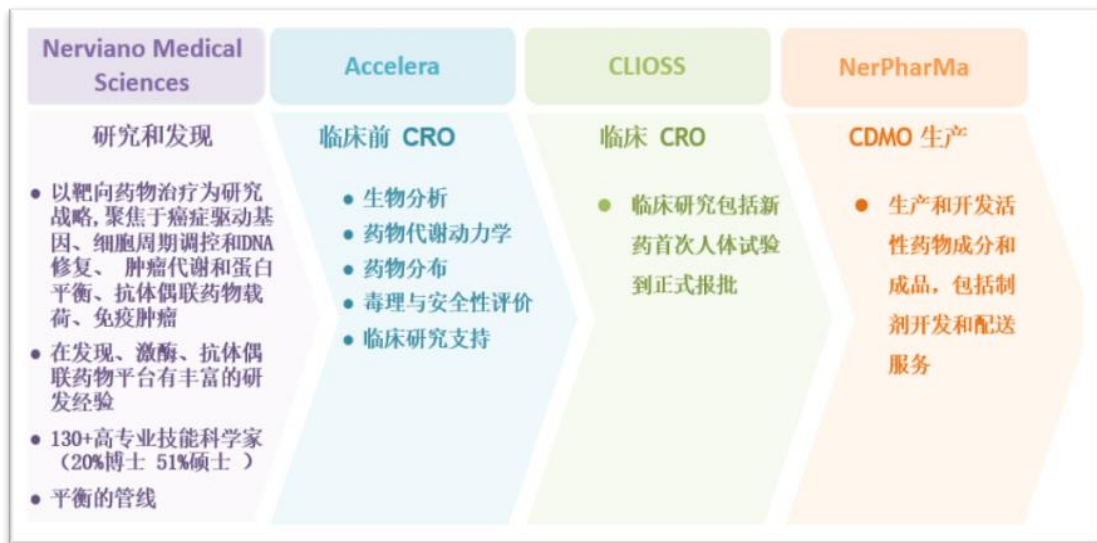 Nerviano Medical
Sciences
研究和发现
● 以靶向药物治疗为研究
战略,聚焦于癌症驱动基
因、细胞周期调控和DNA
修复、 肿瘤代谢和蛋白
平衡、抗体偶联药物载
荷、免疫肿瘤
● 在发现、激酶、抗体偶
联药物平台有丰富的研
发经验
● 130+高专业技能科学家
（20%博士 51%硕士 ）
● 平衡的管线
Accelera
临床前 CRO
● 生物分析
● 药物代谢动力学
● 药物分布
● 毒理与安全性评价
● 临床研究支持
CLIOSS
临床 CRO
● 临床研究包括新
药首次人体试验
到正式报批
NerPharMa
CDMO 生产
● 生产和开发活
性药物成分和
成品，包括制
剂开发和配送
服务